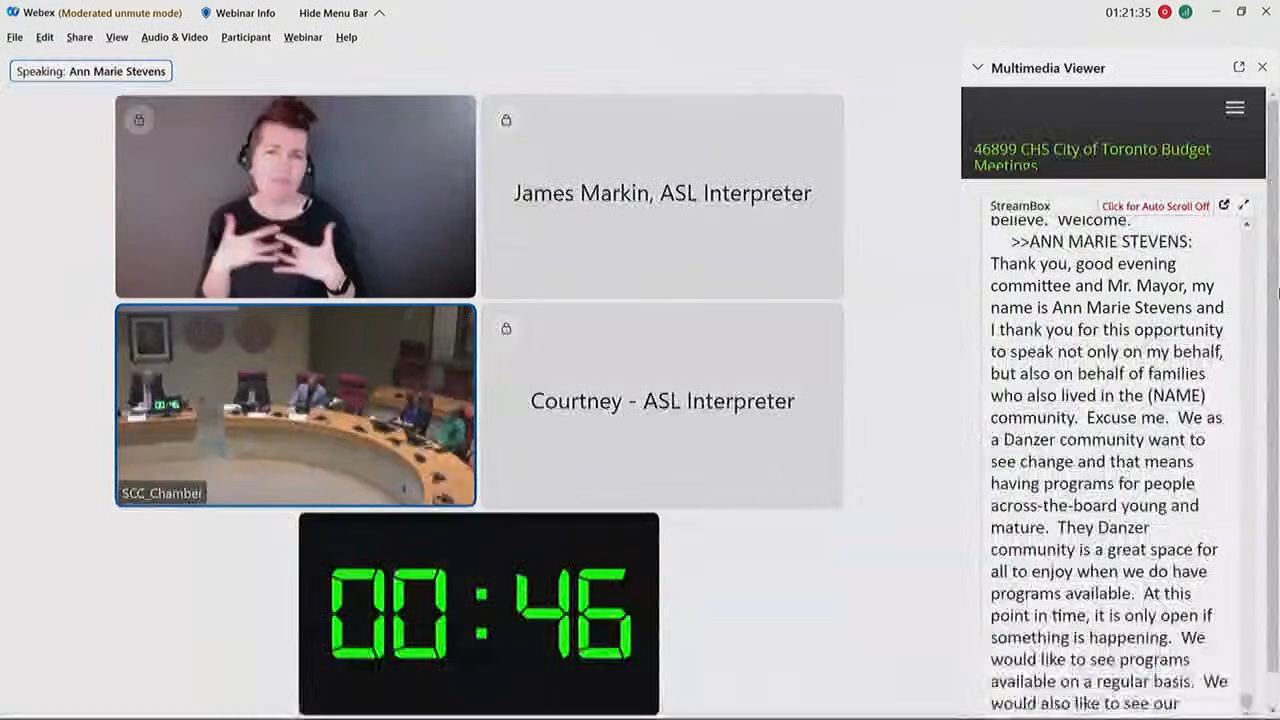 Webex (Moderated unmute mode) Webinar Info Hide Menu Bar 01:21:35
File Edit Share View Audio & Video Participant Webinar Help
Speaking: Ann Marie Stevens
James Markin, ASL Interpreter
SCC_Chamber
Courtney - ASL Interpreter
00:46
Multimedia Viewer
46899 CHS City of Toronto Budget
Meetings
StreamBox Click for Auto Scroll Off
believe. Welcome.
>>ANN MARIE STEVENS:
Thank you, good evening
committee and Mr. Mayor, my
name is Ann Marie Stevens and
I thank you for this opportunity
to speak not only on my behalf,
but also on behalf of families
who also lived in the (NAME)
community. Excuse me. We as
a Danzer community want to
see change and that means
having programs for people
across-the-board young and
mature. They Danzer
community is a great space for
all to enjoy when we do have
programs available. At this
point in time, it is only open if
something is happening. We
would like to see programs
available on a regular basis. We
would also like to see our